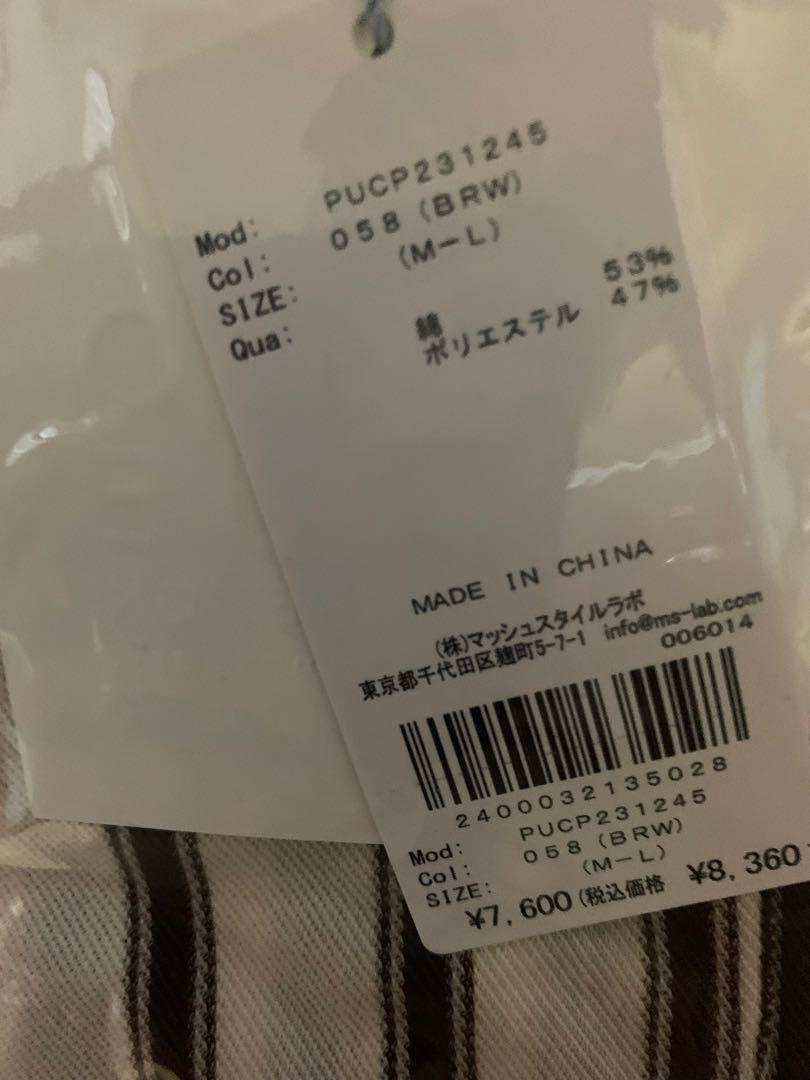 Mod: PUCP231245
Col: 058 (BRW)
SIZE: (M-L)
Qua: 綿 53%
ポリエステル 47%
MADE IN CHINA
(株)マッシュスタイルラボ
東京都千代田区麹町5-7-1 info@ms-lab.com
006014
2400032135028
Mod: PUCP231245
Col: 058 (BRW)
SIZE: (M-L)
¥7,600 (税込価格 ¥8,360